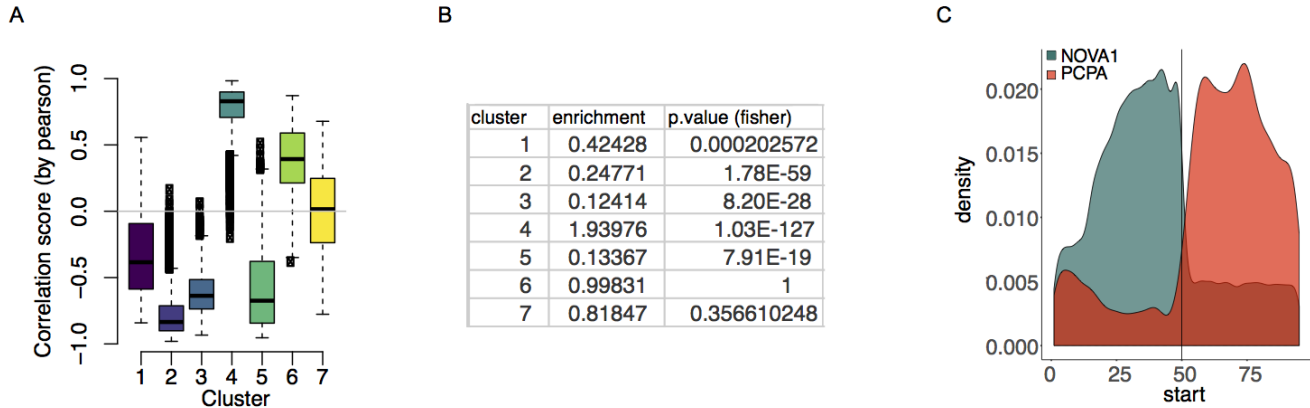 A
B
C
Correlation score (by pearson)
1.0
0.5
0.0
−0.5
−1.0
1 2 3 4 5 6 7
Cluster
cluster enrichment p.value (fisher)
1 0.42428 0.000202572
2 0.24771 1.78E-59
3 0.12414 8.20E-28
4 1.93976 1.03E-127
5 0.13367 7.91E-19
6 0.99831 1
7 0.81847 0.356610248
NOVA1
PCPA
density
0.020
0.015
0.010
0.005
0.000
0 25 50 75
start